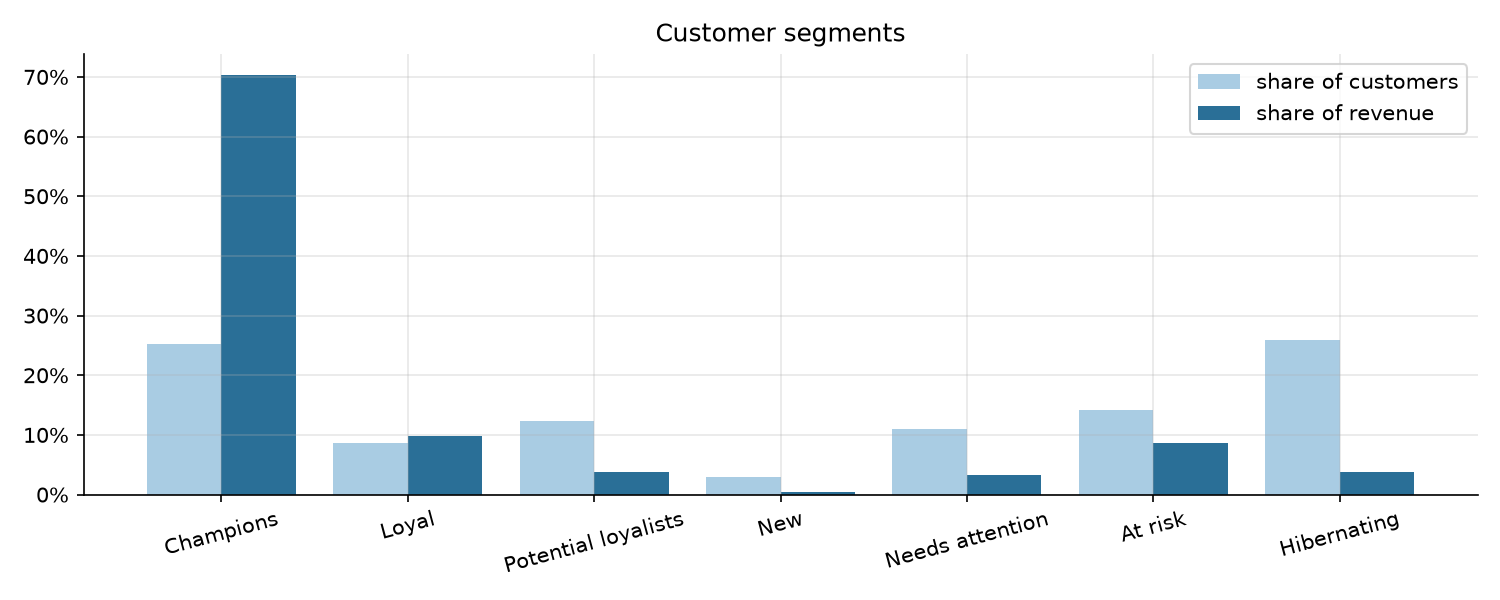 Customer segments
70%
60%
50%
40%
30%
20%
10%
0%
share of customers
share of revenue
Champions
Loyal
Potential loyalists
New
Needs attention
At risk
Hibernating